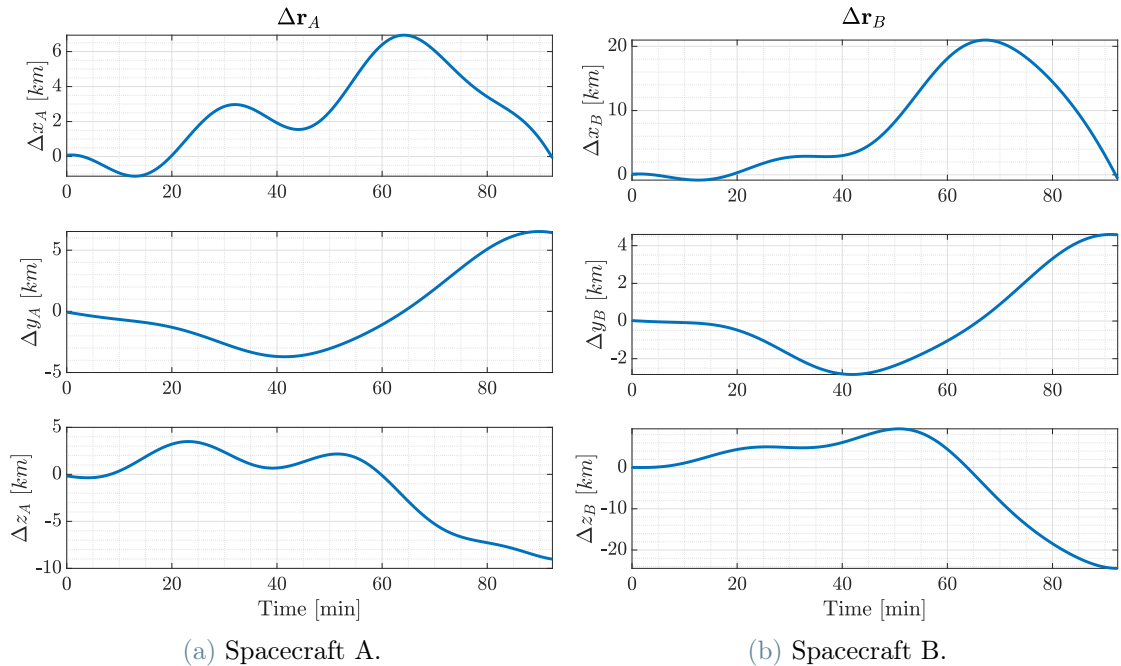 Δr_A
6
4
2
0
Δx_A [km]
0 20 40 60 80
5
0
-5
Δy_A [km]
0 20 40 60 80
5
0
-5
-10
Δz_A [km]
0 20 40 60 80
Time [min]
(a) Spacecraft A.
Δr_B
20
10
0
Δx_B [km]
0 20 40 60 80
4
2
0
-2
Δy_B [km]
0 20 40 60 80
0
-10
-20
Δz_B [km]
0 20 40 60 80
Time [min]
(b) Spacecraft B.